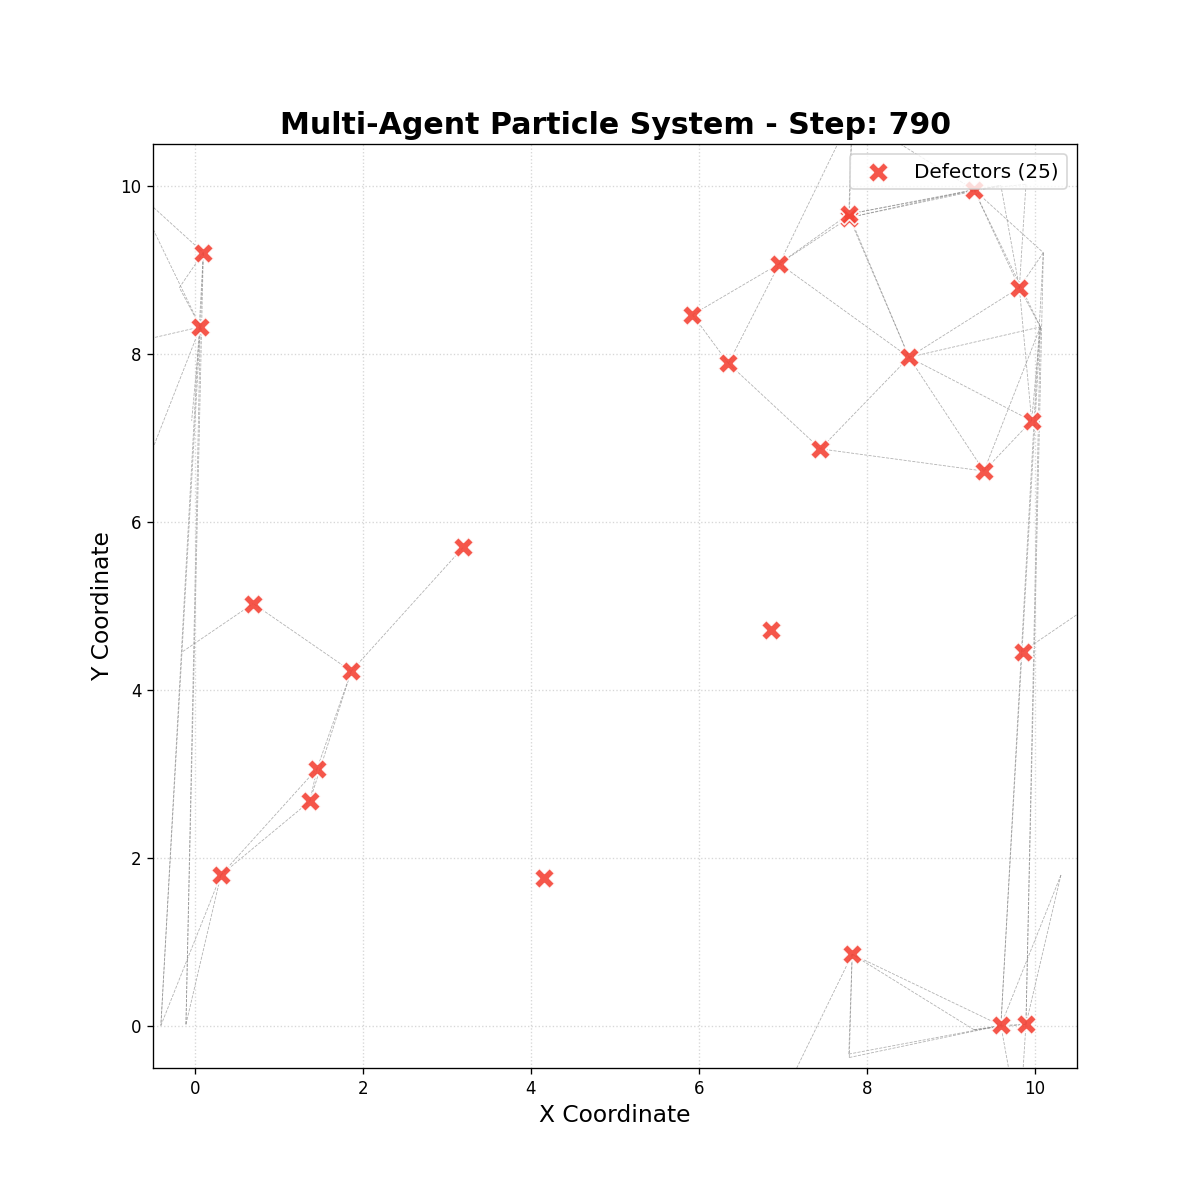 Multi-Agent Particle System - Step: 790
Defectors (25)
10
8
6
4
2
0
Y Coordinate
0 2 4 6 8 10
X Coordinate